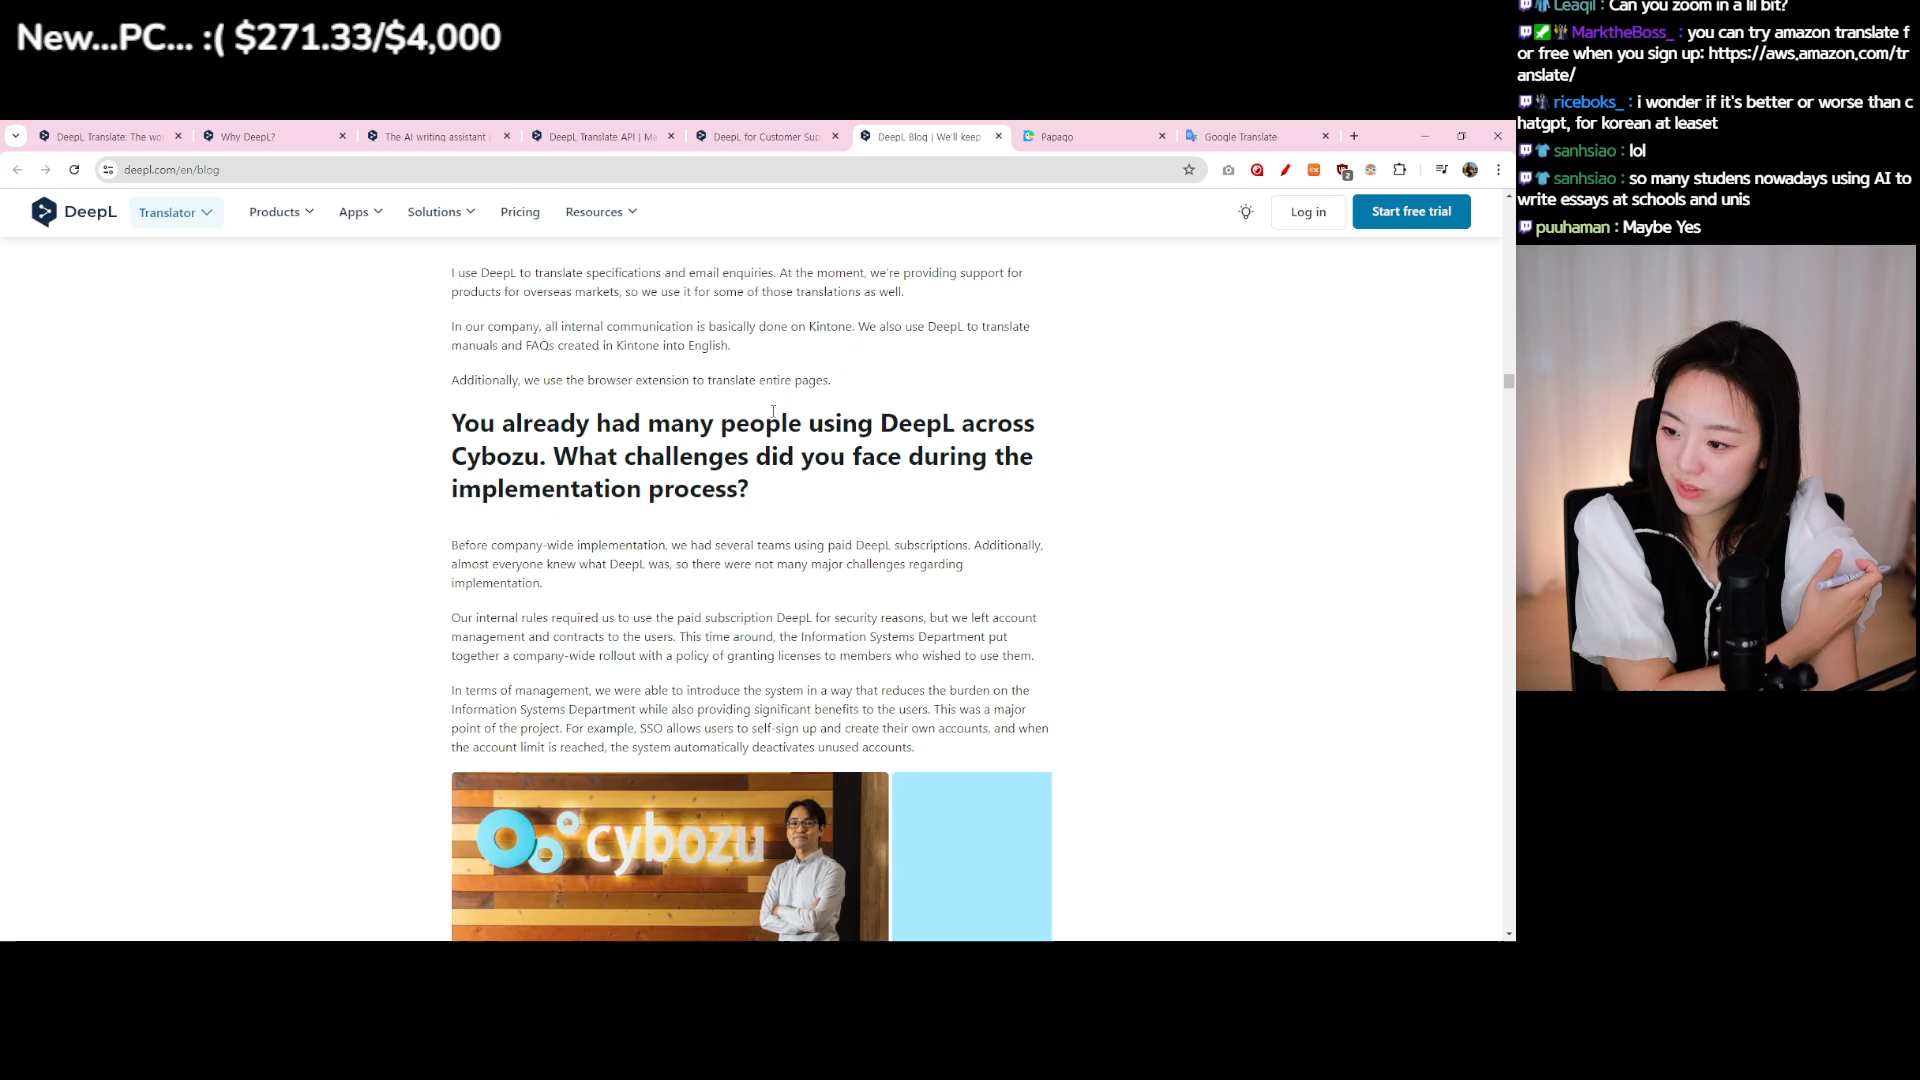 New...PC... :( $271.33/$4,000
Leaqil : Can you zoom in a lil bit?
MarktheBoss_ : you can try amazon translate f
or free when you sign up: https://aws.amazon.com/tr
anslate/
riceboks_ : i wonder if it's better or worse than c
hatgpt, for korean at leaset
sanhsiao : lol
sanhsiao : so many studens nowadays using AI to
write essays at schools and unis
puuhaman : Maybe Yes
DeepL Translate: The wo
Why DeepL?
The AI writing assistant
DeepL Translate API | Ma
DeepL for Customer Sup
DeepL Blog | We'll keep
Papago
Google Translate
deepl.com/en/blog
2
DeepL
Translator
Products
Apps
Solutions
Pricing
Resources
Log in
Start free trial
I use DeepL to translate specifications and email enquiries. At the moment, we're providing support for
products for overseas markets, so we use it for some of those translations as well.
In our company, all internal communication is basically done on Kintone. We also use DeepL to translate
manuals and FAQs created in Kintone into English.
Additionally, we use the browser extension to translate entire pages.
You already had many people using DeepL across
Cybozu. What challenges did you face during the
implementation process?
Before company-wide implementation, we had several teams using paid DeepL subscriptions. Additionally,
almost everyone knew what DeepL was, so there were not many major challenges regarding
implementation.
Our internal rules required us to use the paid subscription DeepL for security reasons, but we left account
management and contracts to the users. This time around, the Information Systems Department put
together a company-wide rollout with a policy of granting licenses to members who wished to use them.
In terms of management, we were able to introduce the system in a way that reduces the burden on the
Information Systems Department while also providing significant benefits to the users. This was a major
point of the project. For example, SSO allows users to self-sign up and create their own accounts, and when
the account limit is reached, the system automatically deactivates unused accounts.
cybozu